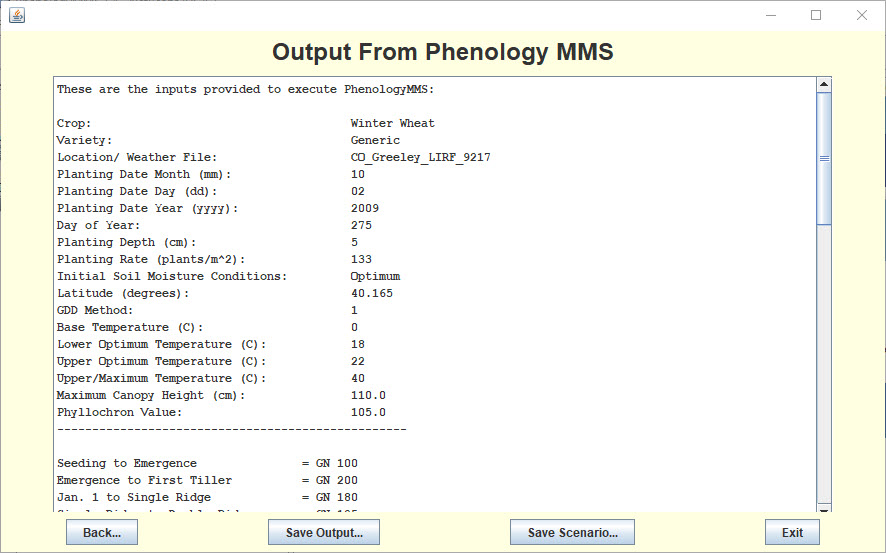 Output From Phenology MMS
These are the inputs provided to execute PhenologyMMS:
Crop: Winter Wheat
Variety: Generic
Location/ Weather File: CO_Greeley_LIRF_9217
Planting Date Month (mm): 10
Planting Date Day (dd): 02
Planting Date Year (yyyy): 2009
Day of Year: 275
Planting Depth (cm): 5
Planting Rate (plants/m^2): 133
Initial Soil Moisture Conditions: Optimum
Latitude (degrees): 40.165
GDD Method: 1
Base Temperature (C): 0
Lower Optimum Temperature (C): 18
Upper Optimum Temperature (C): 22
Upper/Maximum Temperature (C): 40
Maximum Canopy Height (cm): 110.0
Phyllochron Value: 105.0
--------------------------------------------------
Seeding to Emergence = GN 100
Emergence to First Tiller = GN 200
Jan. 1 to Single Ridge = GN 180
Back... Save Output... Save Scenario... Exit